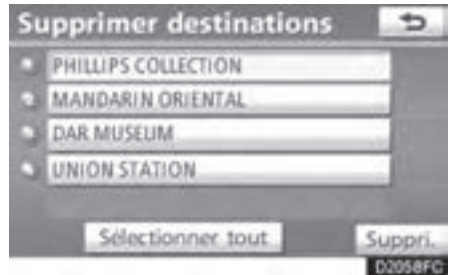 Supprimer destinations
PHILLIPS COLLECTION
MANDARIN ORIENTAL
DAR MUSEUM
UNION STATION
Sélectionner tout
Suppri.
D2058FC